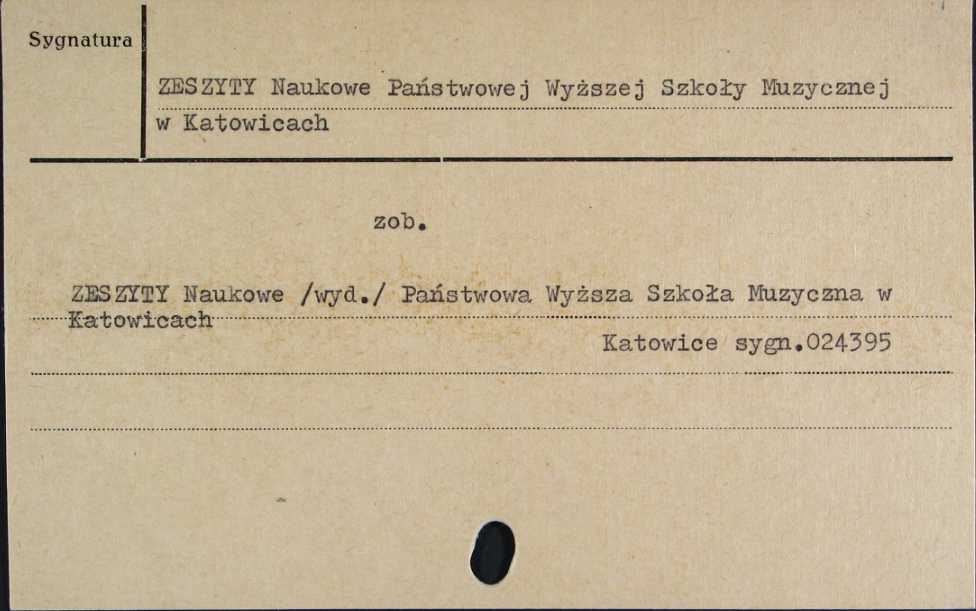 Sygnatura
ZESZYTY Naukowe Państwowej Wyższej Szkoły Muzycznej
w Katowicach
zob.
ZESZYTY Naukowe /wyd./ Państwowa Wyższa Szkoła Muzyczna w
Katowicach
Katowice sygn.024395